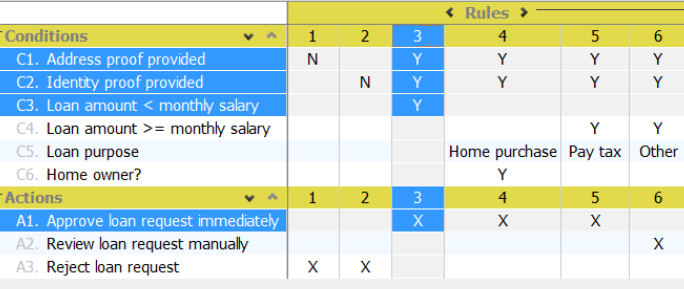 Rules
Conditions 1 2 3 4 5 6
C1. Address proof provided N Y Y Y Y
C2. Identity proof provided N Y Y Y Y
C3. Loan amount < monthly salary Y
C4. Loan amount >= monthly salary Y Y
C5. Loan purpose Home purchase Pay tax Other
C6. Home owner? Y
Actions 1 2 3 4 5 6
A1. Approve loan request immediately X X X
A2. Review loan request manually X
A3. Reject loan request X X